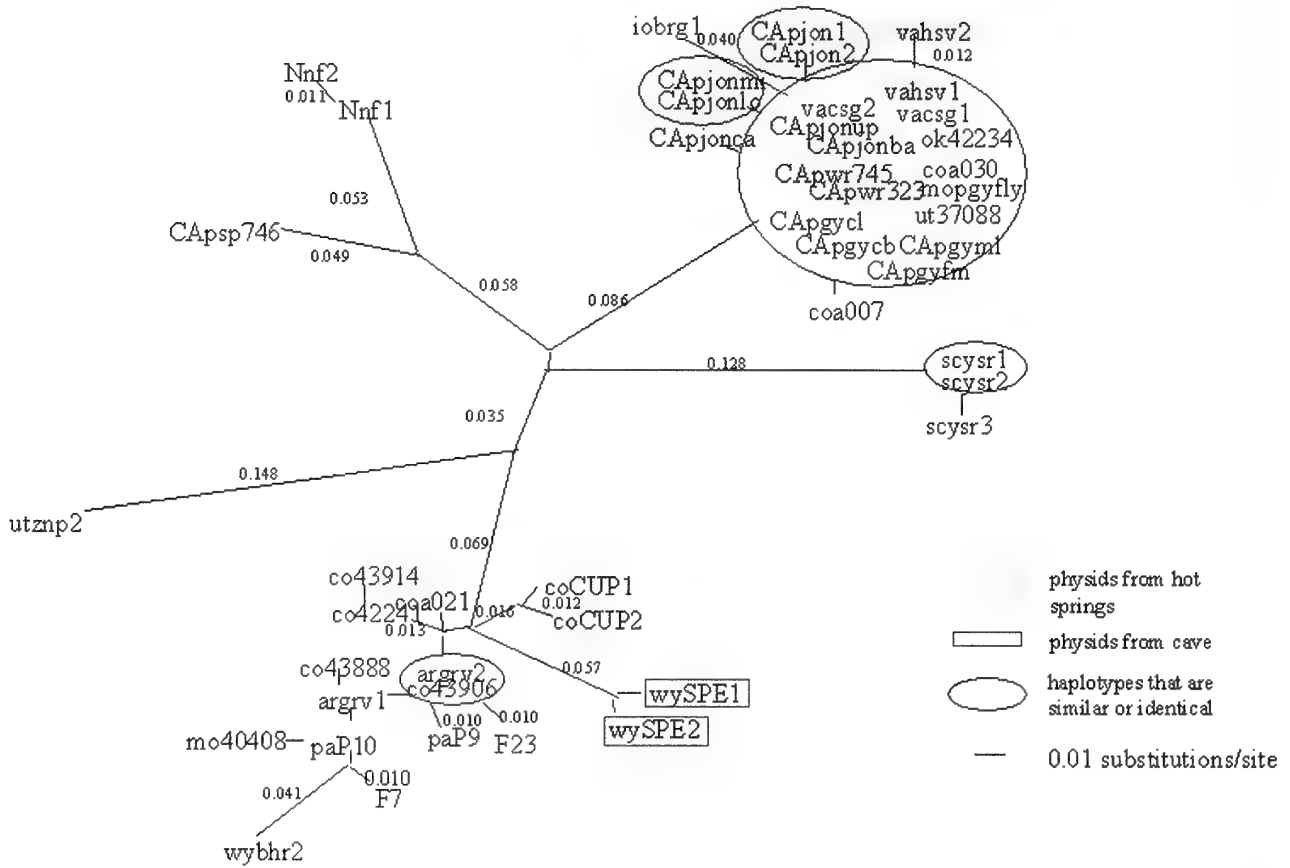 iobrg1
0.040
CApjon1
CApjon2
vahsv2
0.012
Nnf2
0.011
Nnf1
CApjonmr
CApjonlo
CApjonca
vahsv1
vacsg2
vacsg1
CApjonup
CApjonba
ok42234
CApwr745
coa030
CApwr323
mopgyfly
CApgycl
ut37088
CApgycb
CApgyml
CApgyfm
coa007
0.053
CApsp746
0.049
0.058
0.086
0.128
scysr1
scysr2
scysr3
0.035
0.148
utznp2
0.069
co43914
co42241
coa021
0.013
0.016
coCUP1
0.012
coCUP2
0.057
wySPE1
wySPE2
co43888
argrv2
co43906
argrv1
0.010
paP9
0.010
F23
mo40408
paP10
0.010
F7
0.041
wybhr2
physids from hot
springs
physids from cave
haplotypes that are
similar or identical
0.01 substitutions/site